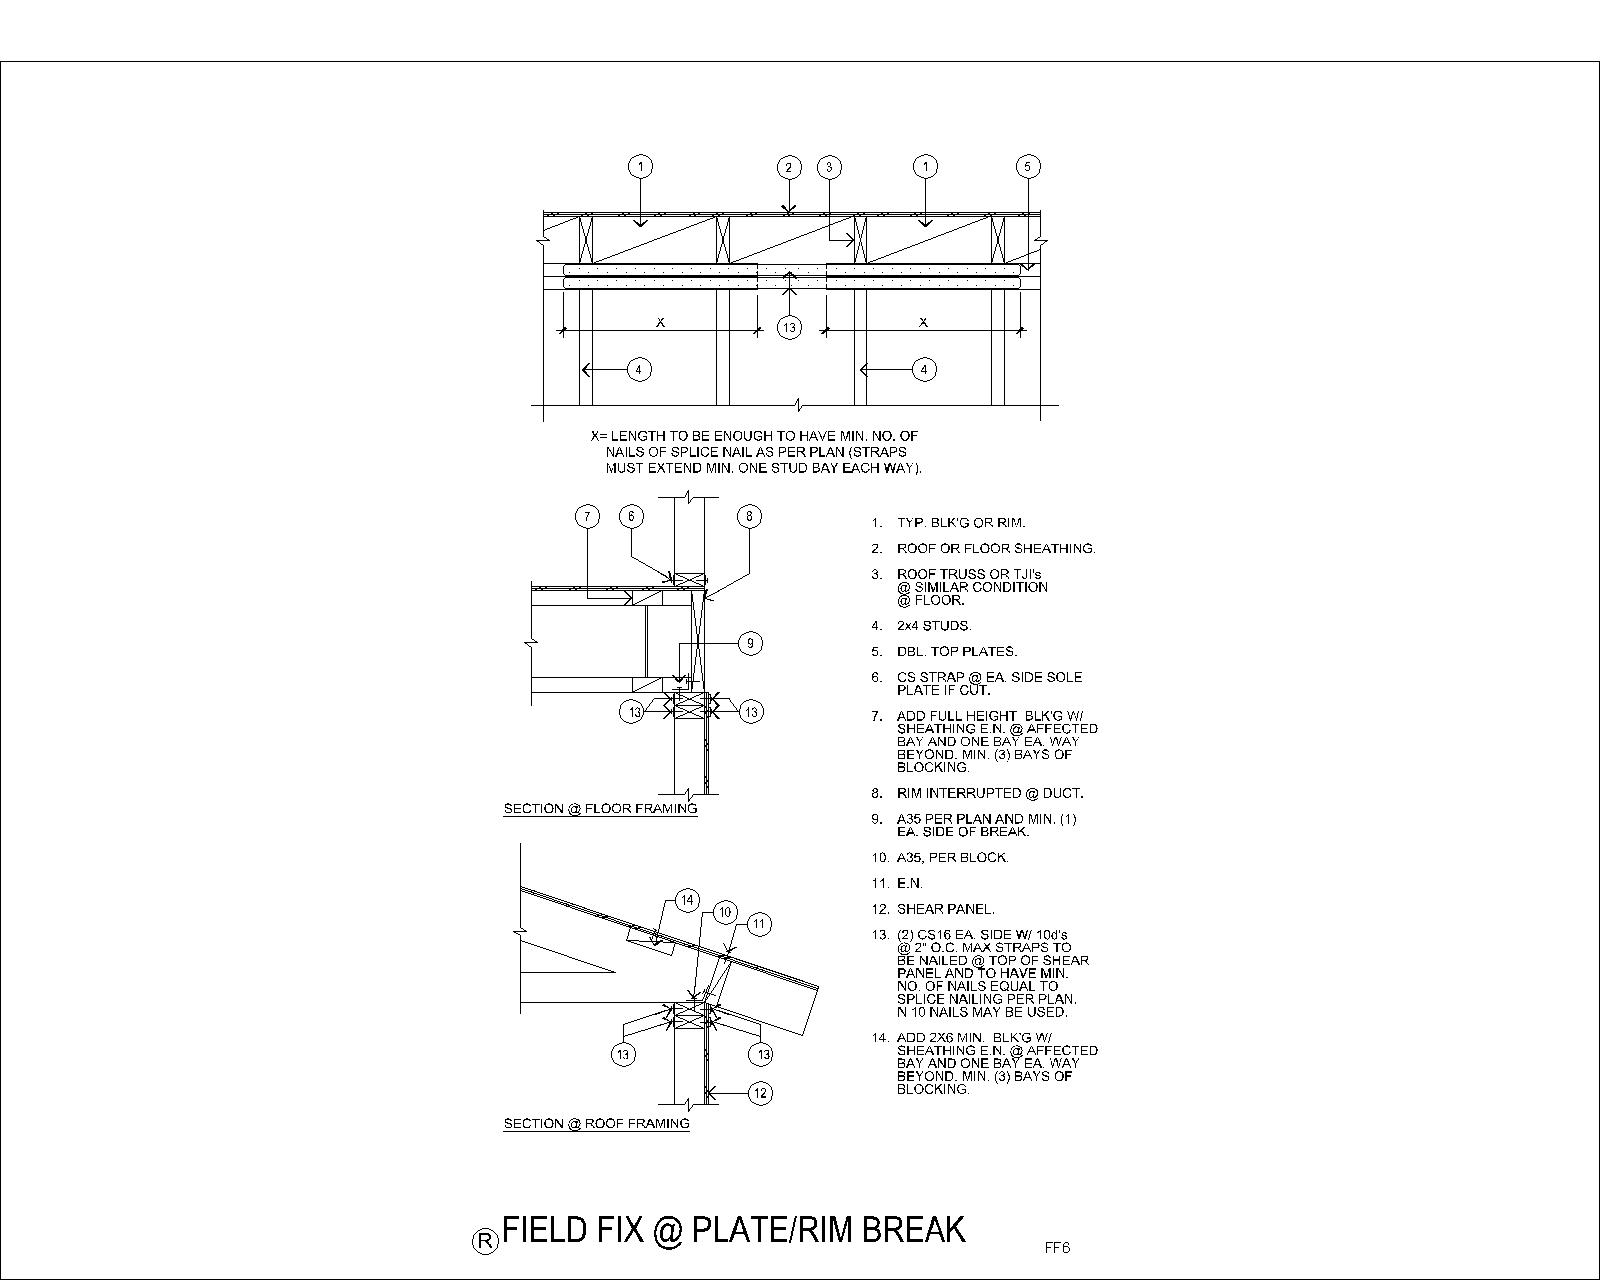 1
2
3
1
5
X
13
X
4
4
X= LENGTH TO BE ENOUGH TO HAVE MIN. NO. OF
NAILS OF SPLICE NAIL AS PER PLAN (STRAPS
MUST EXTEND MIN. ONE STUD BAY EACH WAY).
7
6
8
9
13
13
SECTION @ FLOOR FRAMING
14
10
11
13
13
12
SECTION @ ROOF FRAMING
1. TYP. BLK'G OR RIM.
2. ROOF OR FLOOR SHEATHING.
3. ROOF TRUSS OR TJI's
@ SIMILAR CONDITION
@ FLOOR.
4. 2x4 STUDS.
5. DBL. TOP PLATES.
6. CS STRAP @ EA. SIDE SOLE
PLATE IF CUT.
7. ADD FULL HEIGHT BLK'G W/
SHEATHING E.N. @ AFFECTED
BAY AND ONE BAY EA. WAY
BEYOND. MIN. (3) BAYS OF
BLOCKING.
8. RIM INTERRUPTED @ DUCT.
9. A35 PER PLAN AND MIN. (1)
EA. SIDE OF BREAK.
10. A35, PER BLOCK.
11. E.N.
12. SHEAR PANEL.
13. (2) CS16 EA. SIDE W/ 10d's
@ 2" O.C. MAX STRAPS TO
BE NAILED @ TOP OF SHEAR
PANEL AND TO HAVE MIN.
NO. OF NAILS EQUAL TO
SPLICE NAILING PER PLAN.
N 10 NAILS MAY BE USED.
14. ADD 2X6 MIN. BLK'G W/
SHEATHING E.N. @ AFFECTED
BAY AND ONE BAY EA. WAY
BEYOND. MIN. (3) BAYS OF
BLOCKING.
R FIELD FIX @ PLATE/RIM BREAK
FF6